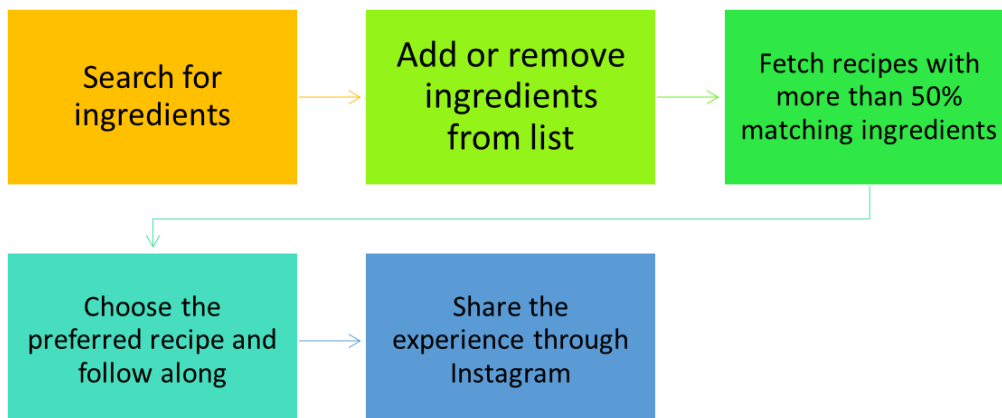 Search for
ingredients
Add or remove
ingredients
from list
Fetch recipes with
more than 50%
matching ingredients
Choose the
preferred recipe and
follow along
Share the
experience through
Instagram